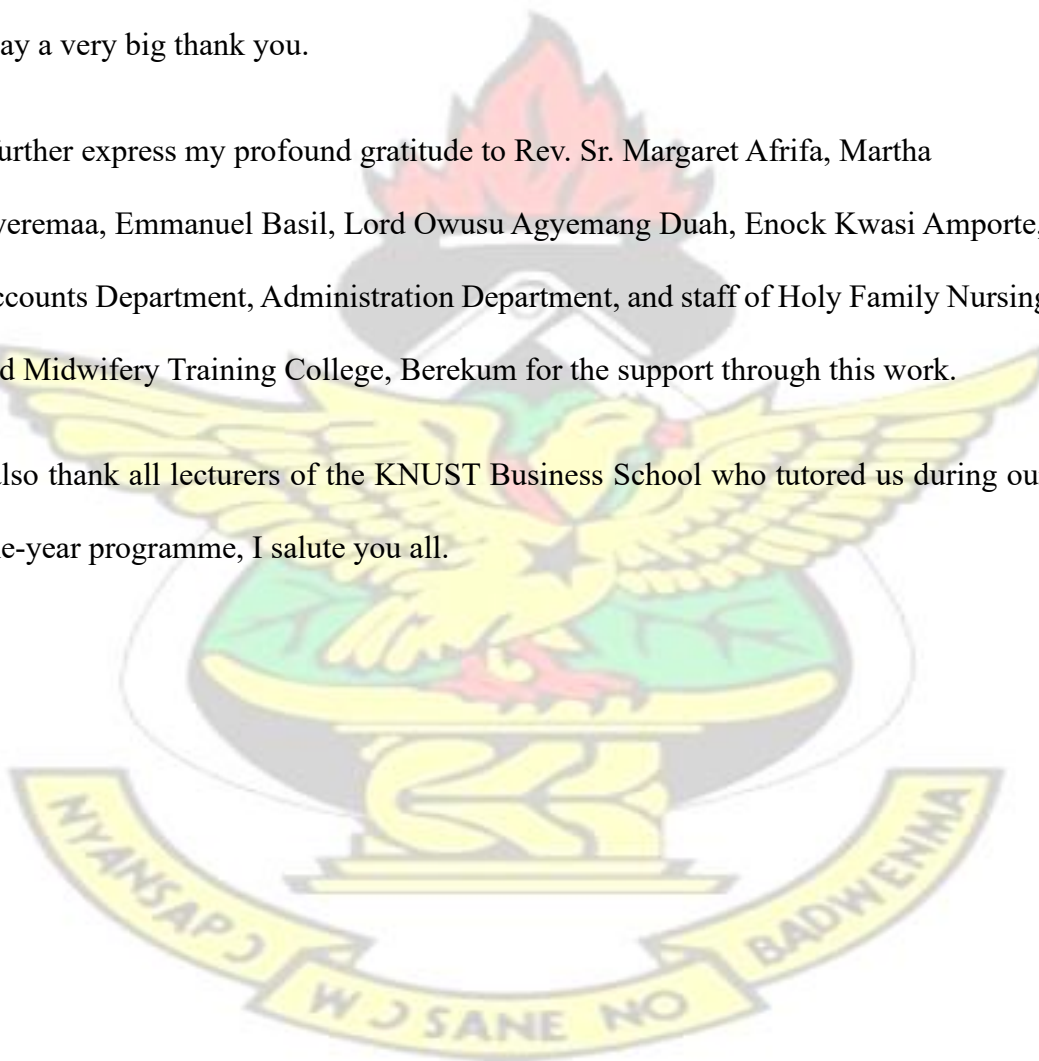 ay a very big thank you.
urther express my profound gratitude to Rev. Sr. Margaret Afrifa, Martha
yeremaa, Emmanuel Basil, Lord Owusu Agyemang Duah, Enock Kwasi Amporte,
ccounts Department, Administration Department, and staff of Holy Family Nursing
d Midwifery Training College, Berekum for the support through this work.
lso thank all lecturers of the KNUST Business School who tutored us during ou
e-year programme, I salute you all.
NYANSAPƆ WƆSANE NO BADWENMA